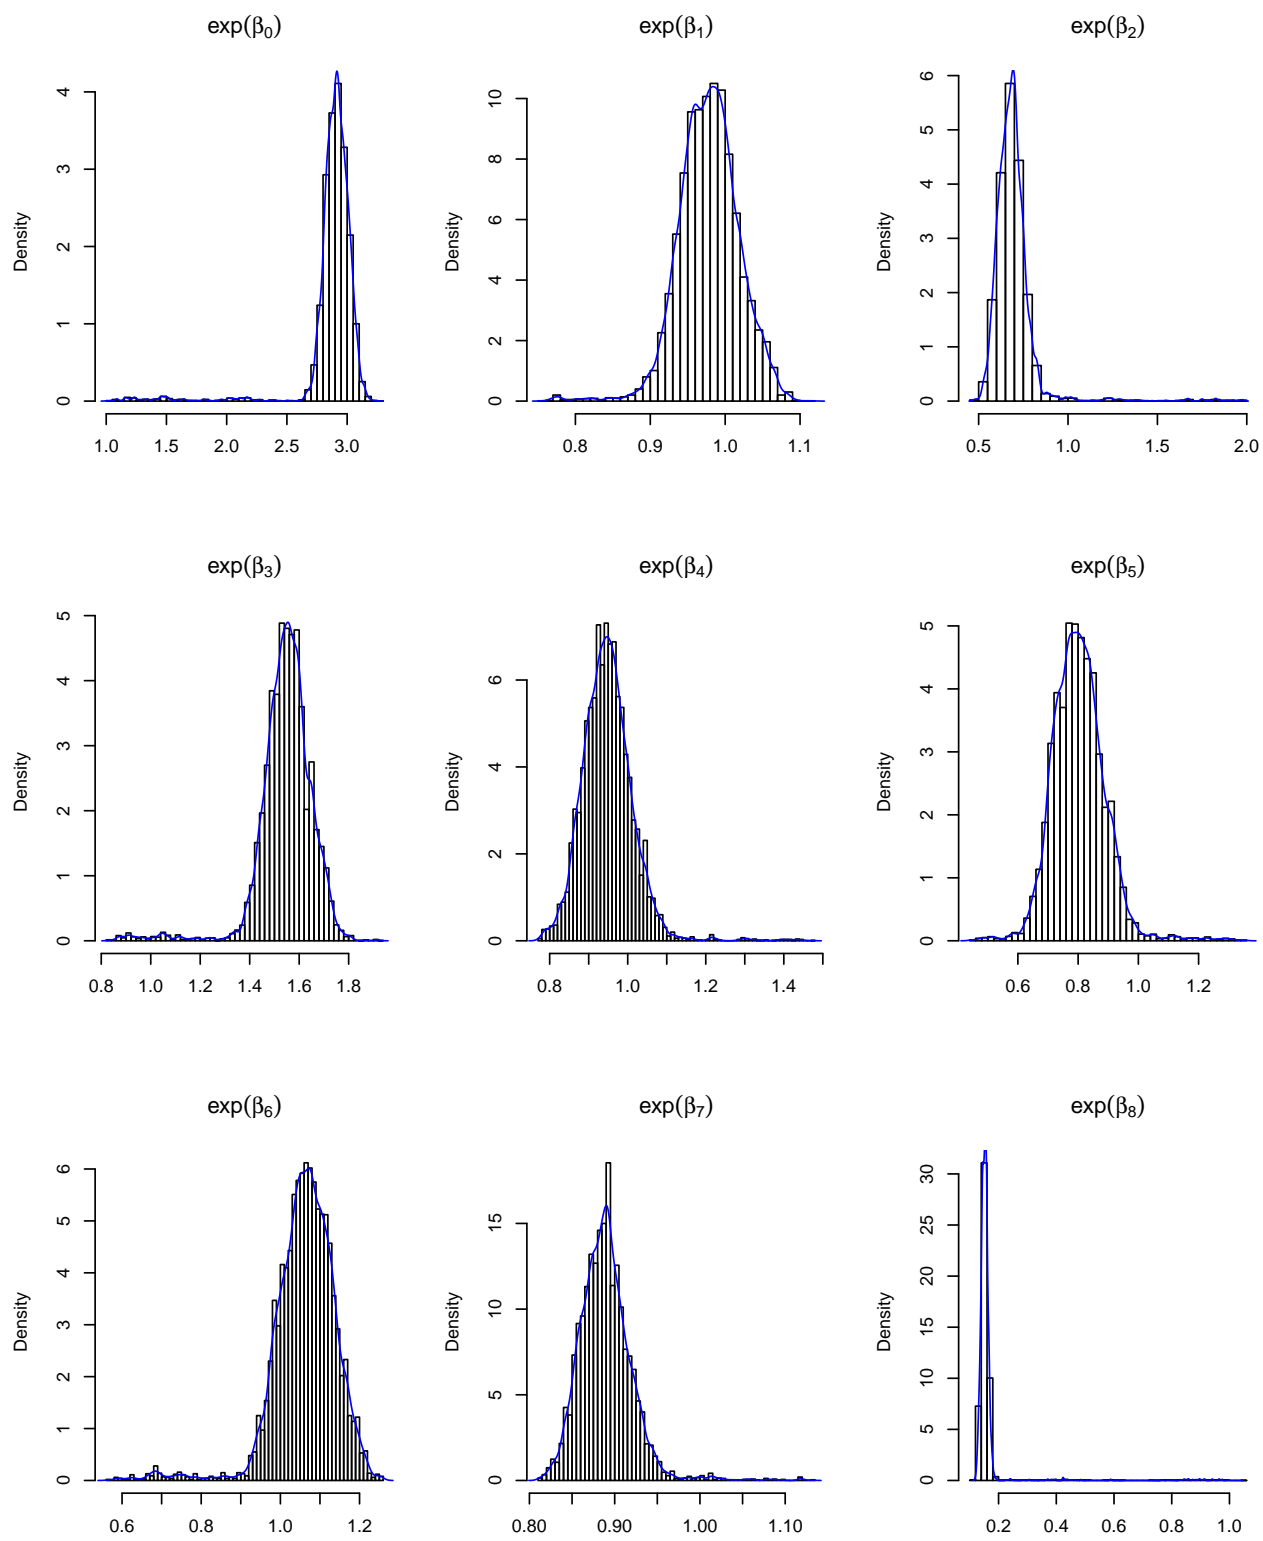 exp(β₀)
exp(β₁)
exp(β₂)
Density
0 1 2 3 4
1.0 1.5 2.0 2.5 3.0
Density
0 2 4 6 8 10
0.8 0.9 1.0 1.1
Density
0 1 2 3 4 5 6
0.5 1.0 1.5 2.0
exp(β₃)
exp(β₄)
exp(β₅)
Density
0 1 2 3 4 5
0.8 1.0 1.2 1.4 1.6 1.8
Density
0 2 4 6
0.8 1.0 1.2 1.4
Density
0 1 2 3 4 5
0.6 0.8 1.0 1.2
exp(β₆)
exp(β₇)
exp(β₈)
Density
0 1 2 3 4 5 6
0.6 0.8 1.0 1.2
Density
0 5 10 15
0.80 0.90 1.00 1.10
Density
0 5 10 15 20 25 30
0.2 0.4 0.6 0.8 1.0